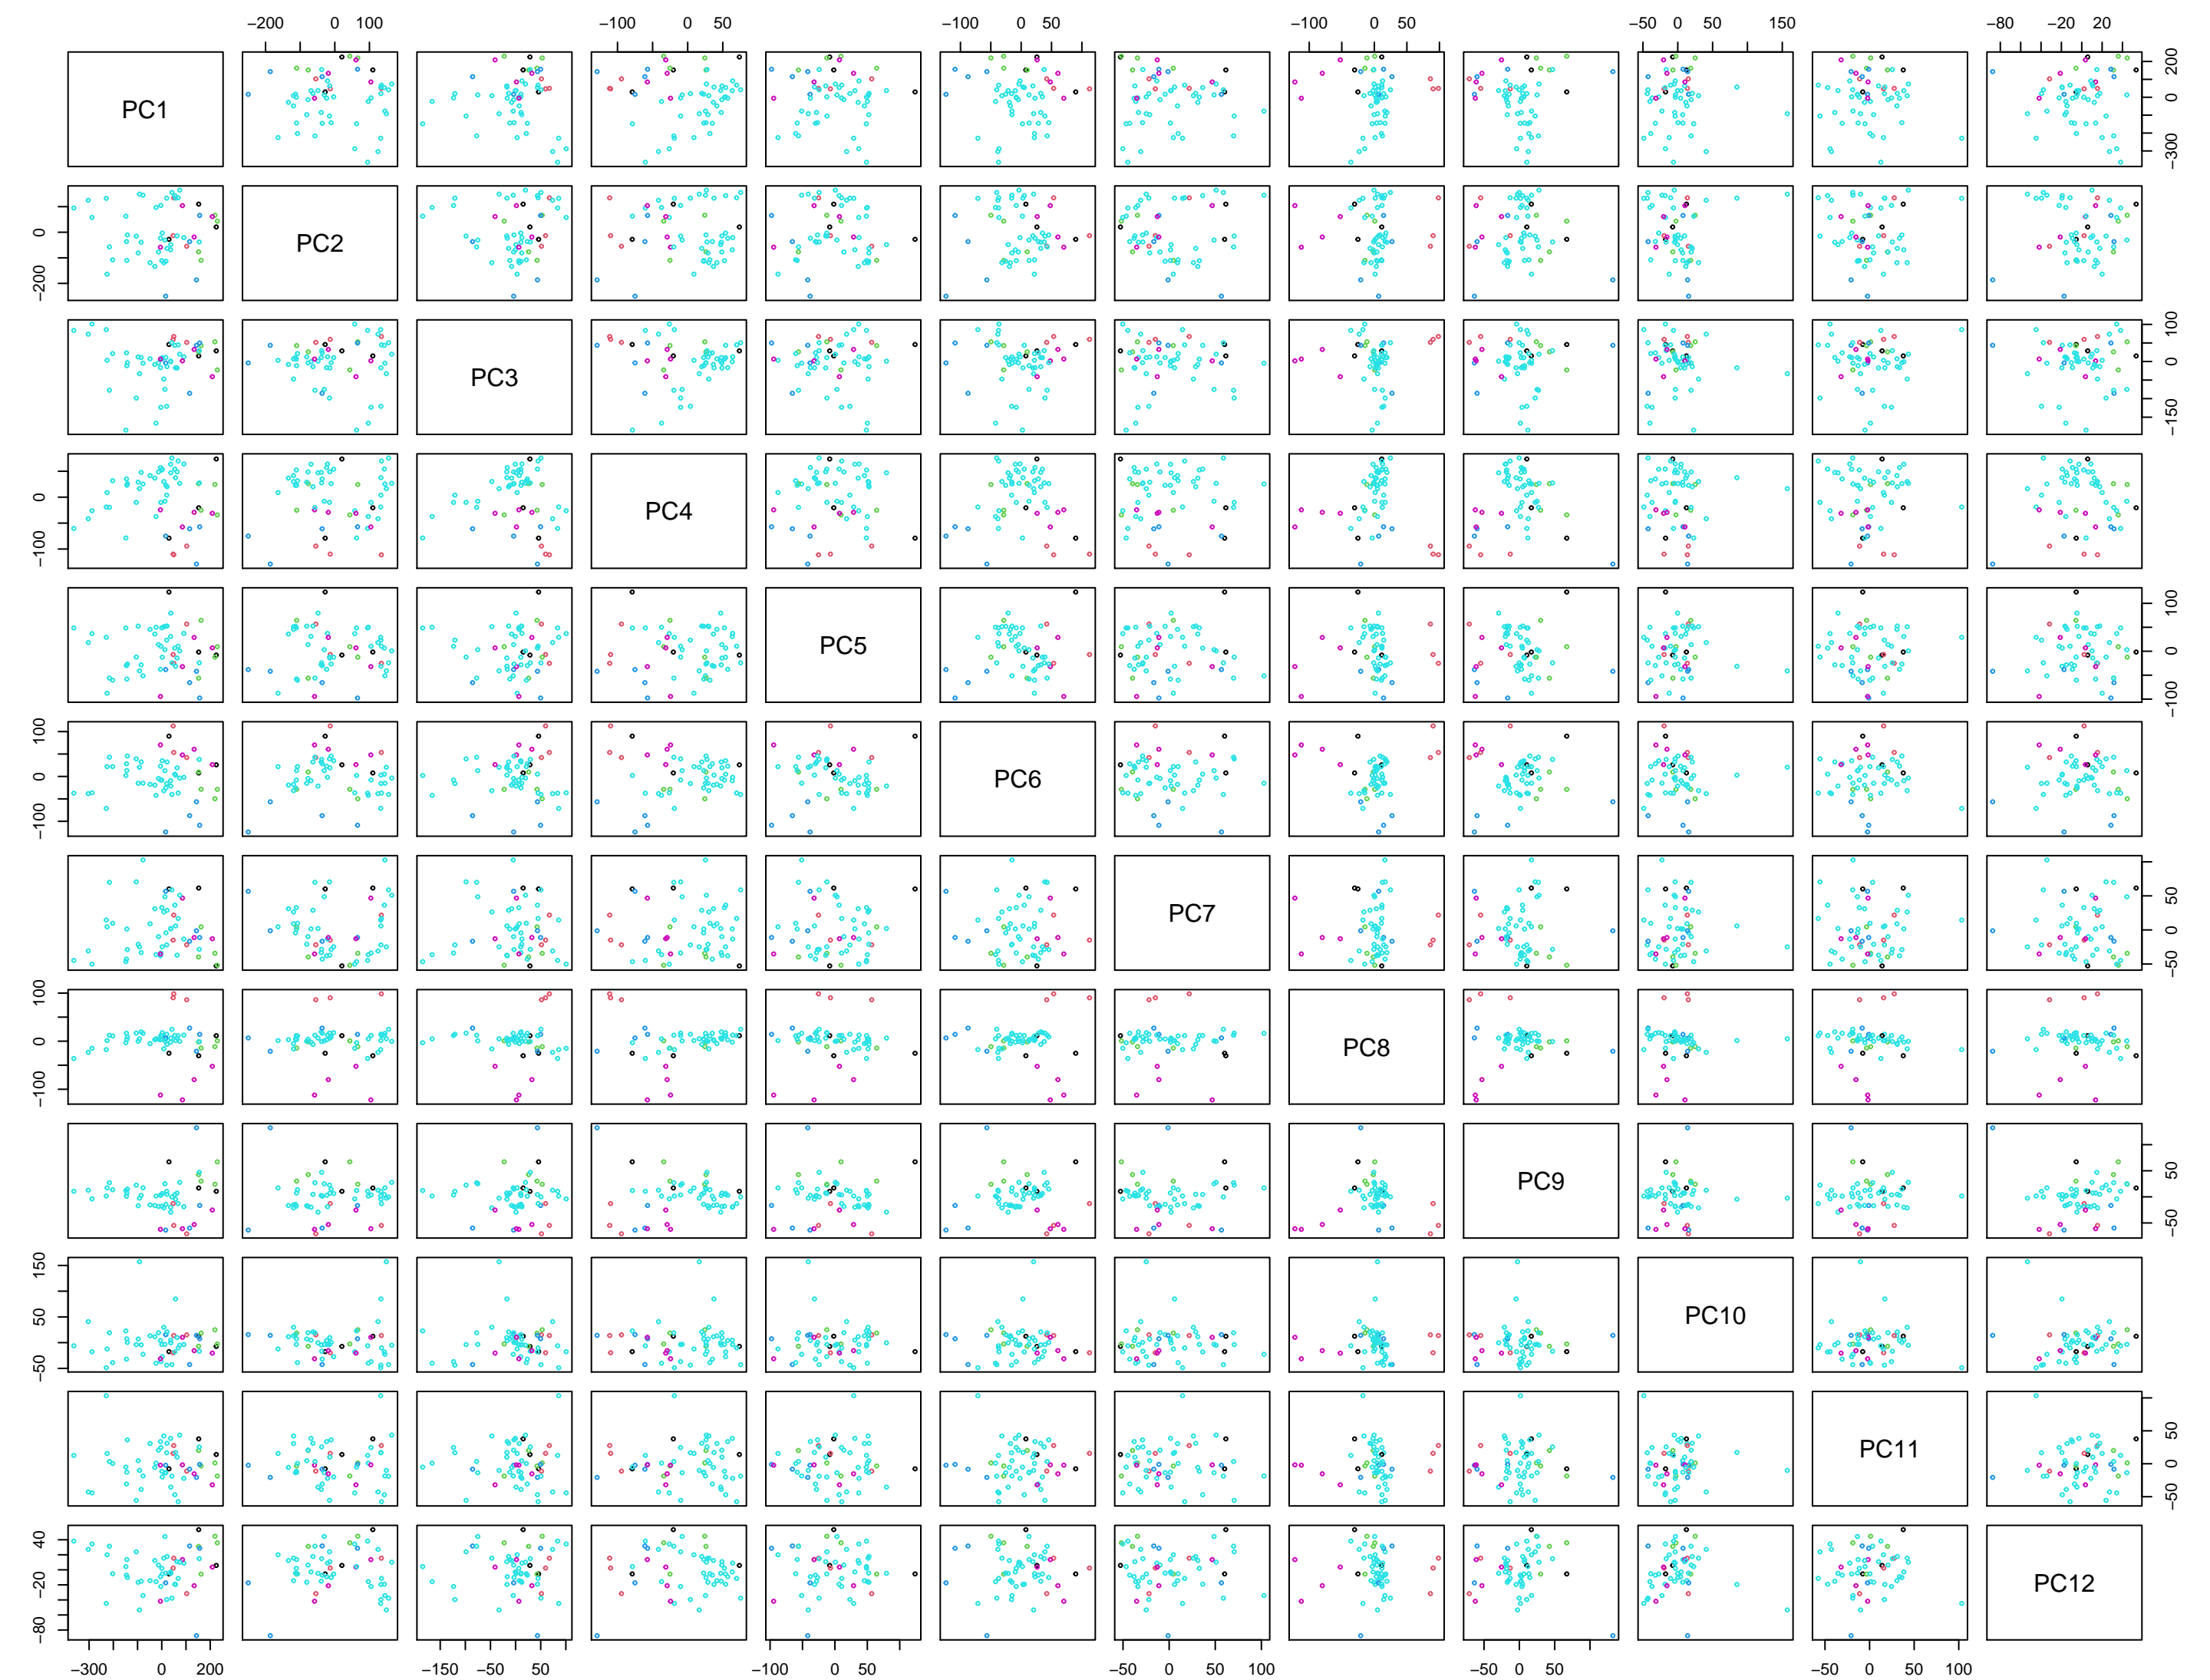 −200 0 100 −100 0 50 −100 0 50 −100 0 50 −50 0 50 150 −80 −20 20
PC1 −300 0 200
−200 0 PC2
PC3 −150 0 100
−100 0 PC4
PC5 −100 0 100
−100 0 100 PC6
PC7 −50 0 50
−100 0 100 PC8
PC9 −50 50
−50 50 150 PC10
PC11 −50 0 50
−80 −20 40 PC12
−300 0 200 −150 −50 50 −100 0 50 −50 0 50 100 −50 0 50 −50 0 50 100